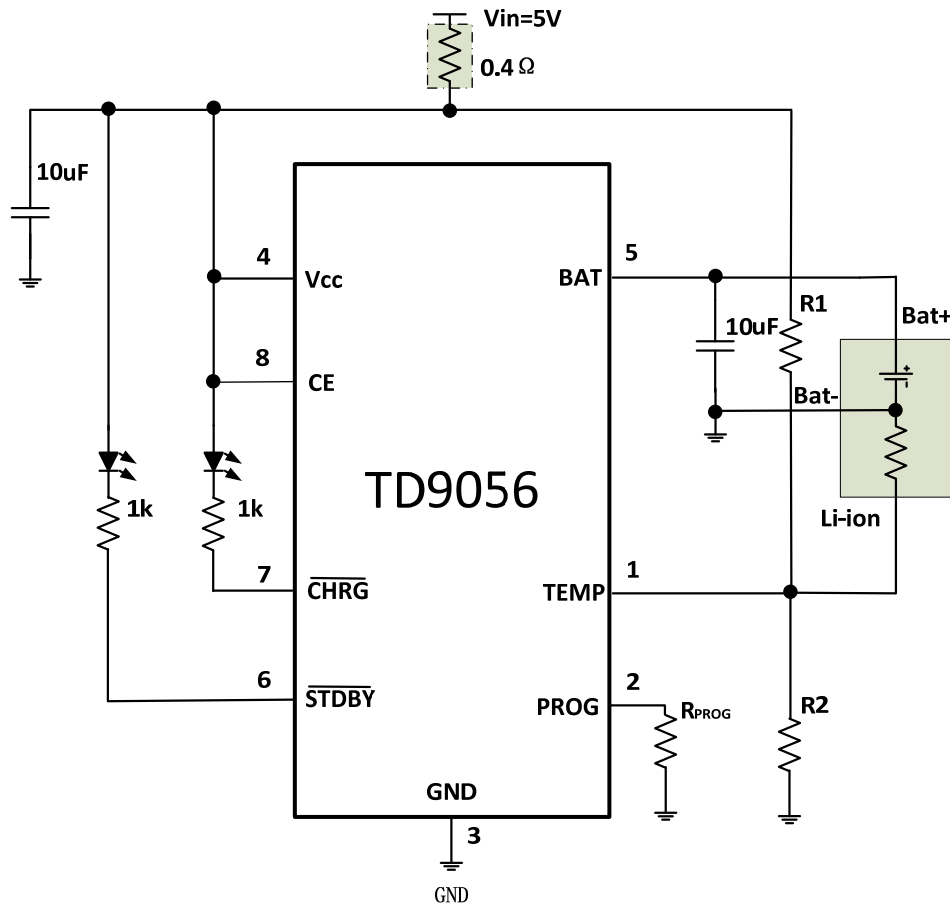 Vin=5V
0.4 Ω
10uF
4
Vcc
5
BAT
R1
Bat+
8
CE
10uF
Bat-
TD9056
1k
1k
Li-ion
7
CHRG
1
TEMP
6
STDBY
2
PROG
RPROG
R2
GND
3
GND